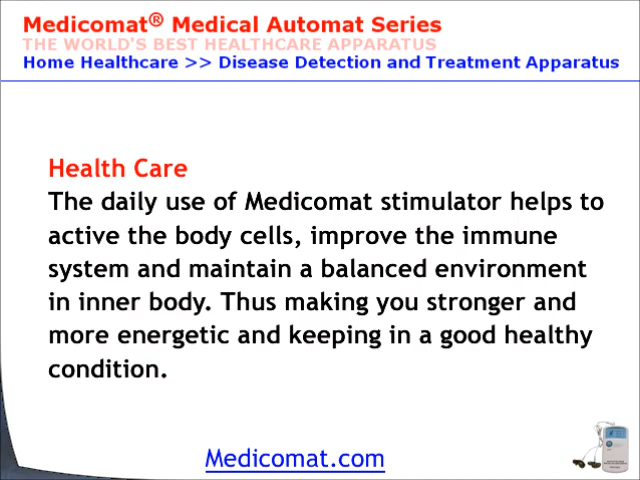 Medicomat® Medical Automat Series
THE WORLD'S BEST HEALTHCARE APPARATUS
Home Healthcare >> Disease Detection and Treatment Apparatus
Health Care
The daily use of Medicomat stimulator helps to
active the body cells, improve the immune
system and maintain a balanced environment
in inner body. Thus making you stronger and
more energetic and keeping in a good healthy
condition.
Medicomat.com